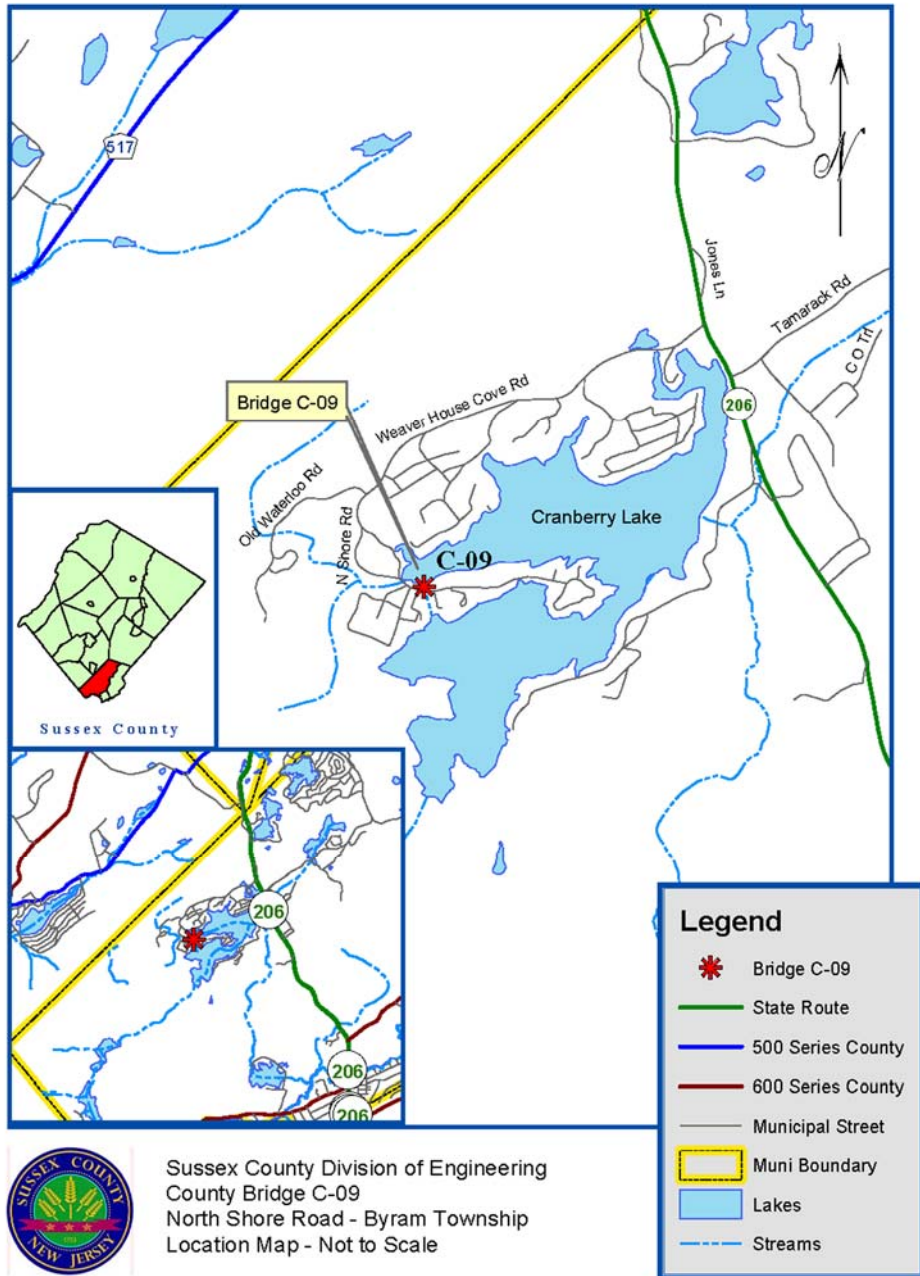 517
N
Jones Ln
Tamarack Rd
C O Trl
206
Weaver House Cove Rd
Bridge C-09
Old Waterloo Rd
N Shore Rd
Cranberry Lake
C-09
Sussex County
206
206
206
Legend
Bridge C-09
State Route
500 Series County
600 Series County
Municipal Street
Muni Boundary
Lakes
Streams
SUSSEX COUNTY
NEW JERSEY
Sussex County Division of Engineering
County Bridge C-09
North Shore Road - Byram Township
Location Map - Not to Scale